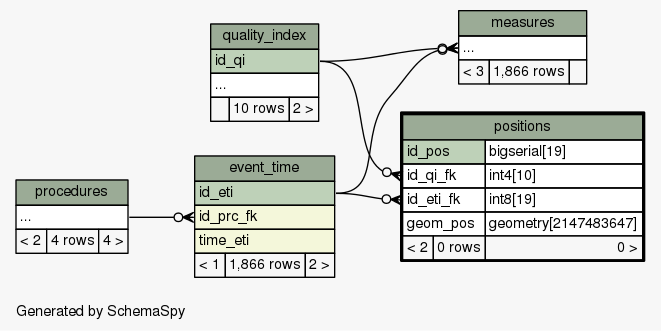 quality_index
id_qi
...
10 rows 2 >
measures
...
< 3 1,866 rows
positions
id_pos bigserial[19]
id_qi_fk int4[10]
id_eti_fk int8[19]
geom_pos geometry[2147483647]
< 2 0 rows 0 >
event_time
id_eti
id_prc_fk
time_eti
< 1 1,866 rows 2 >
procedures
...
< 2 4 rows 4 >
Generated by SchemaSpy